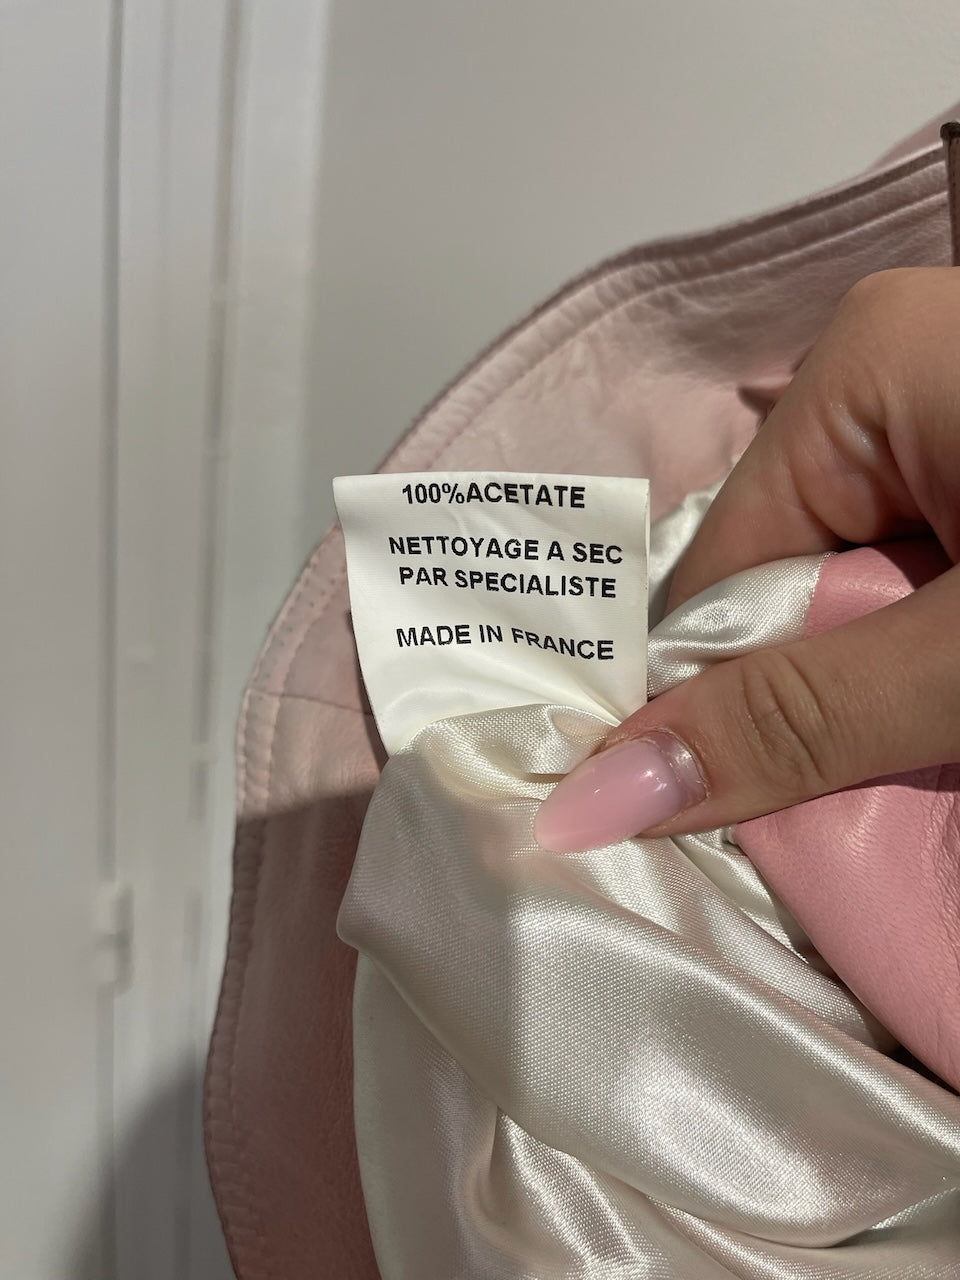 100%ACETATE
NETTOYAGE A SEC
PAR SPECIALISTE
MADE IN FRANCE